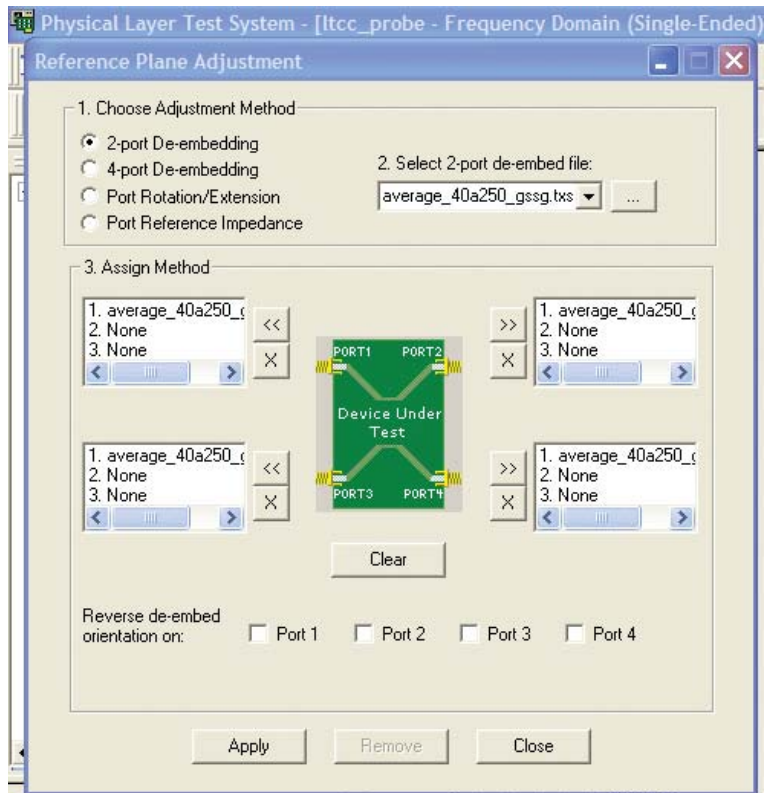 Physical Layer Test System - [ltcc_probe - Frequency Domain (Single-Ended)
Reference Plane Adjustment
1. Choose Adjustment Method
2-port De-embedding
4-port De-embedding
Port Rotation/Extension
Port Reference Impedance
2. Select 2-port de-embed file:
average_40a250_gssg.txs
...
3. Assign Method
1. average_40a250_g
2. None
3. None
<<
X
>>
X
1. average_40a250_g
2. None
3. None
PORT1 PORT2
Device Under
Test
PORT3 PORT4
1. average_40a250_g
2. None
3. None
<<
X
>>
X
1. average_40a250_g
2. None
3. None
Clear
Reverse de-embed
orientation on:
Port 1 Port 2 Port 3 Port 4
Apply Remove Close